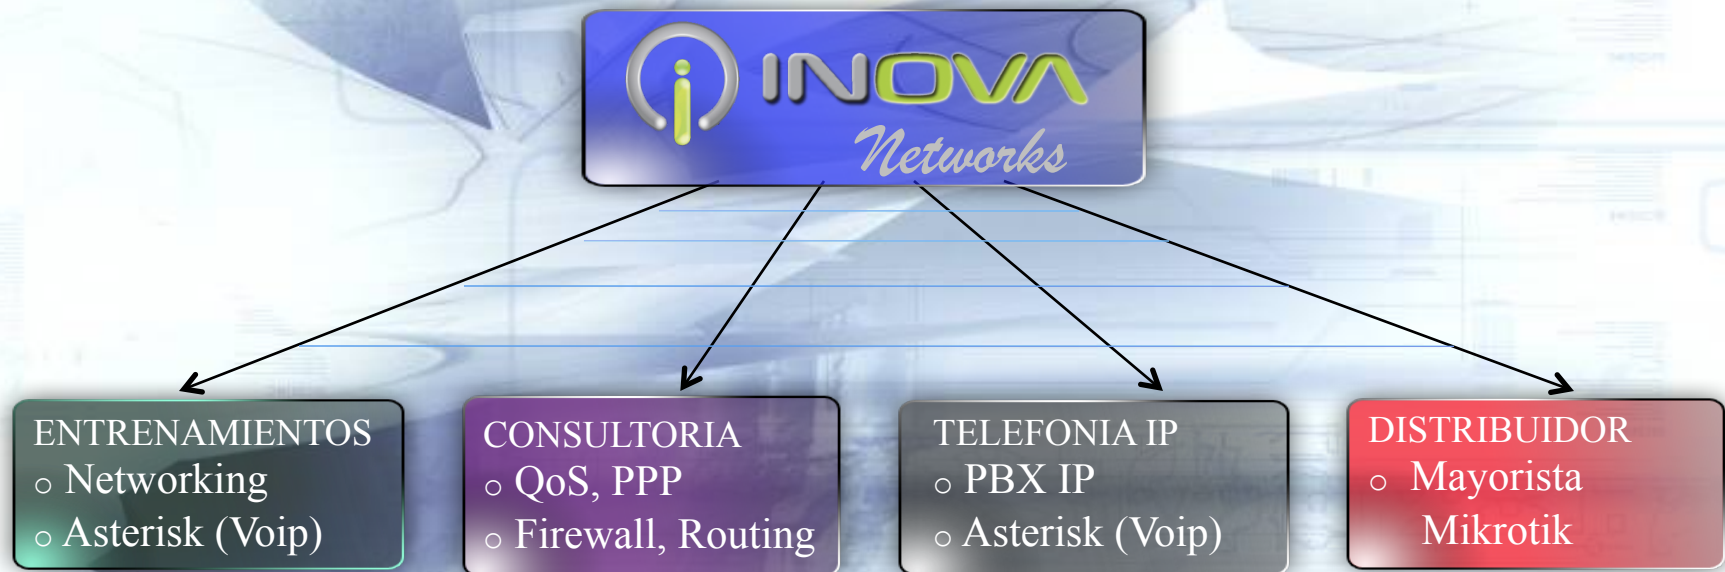 INOVA
Networks
ENTRENAMIENTOS
o Networking
o Asterisk (Voip)
CONSULTORIA
o QoS, PPP
o Firewall, Routing
TELEFONIA IP
o PBX IP
o Asterisk (Voip)
DISTRIBUIDOR
o Mayorista
Mikrotik